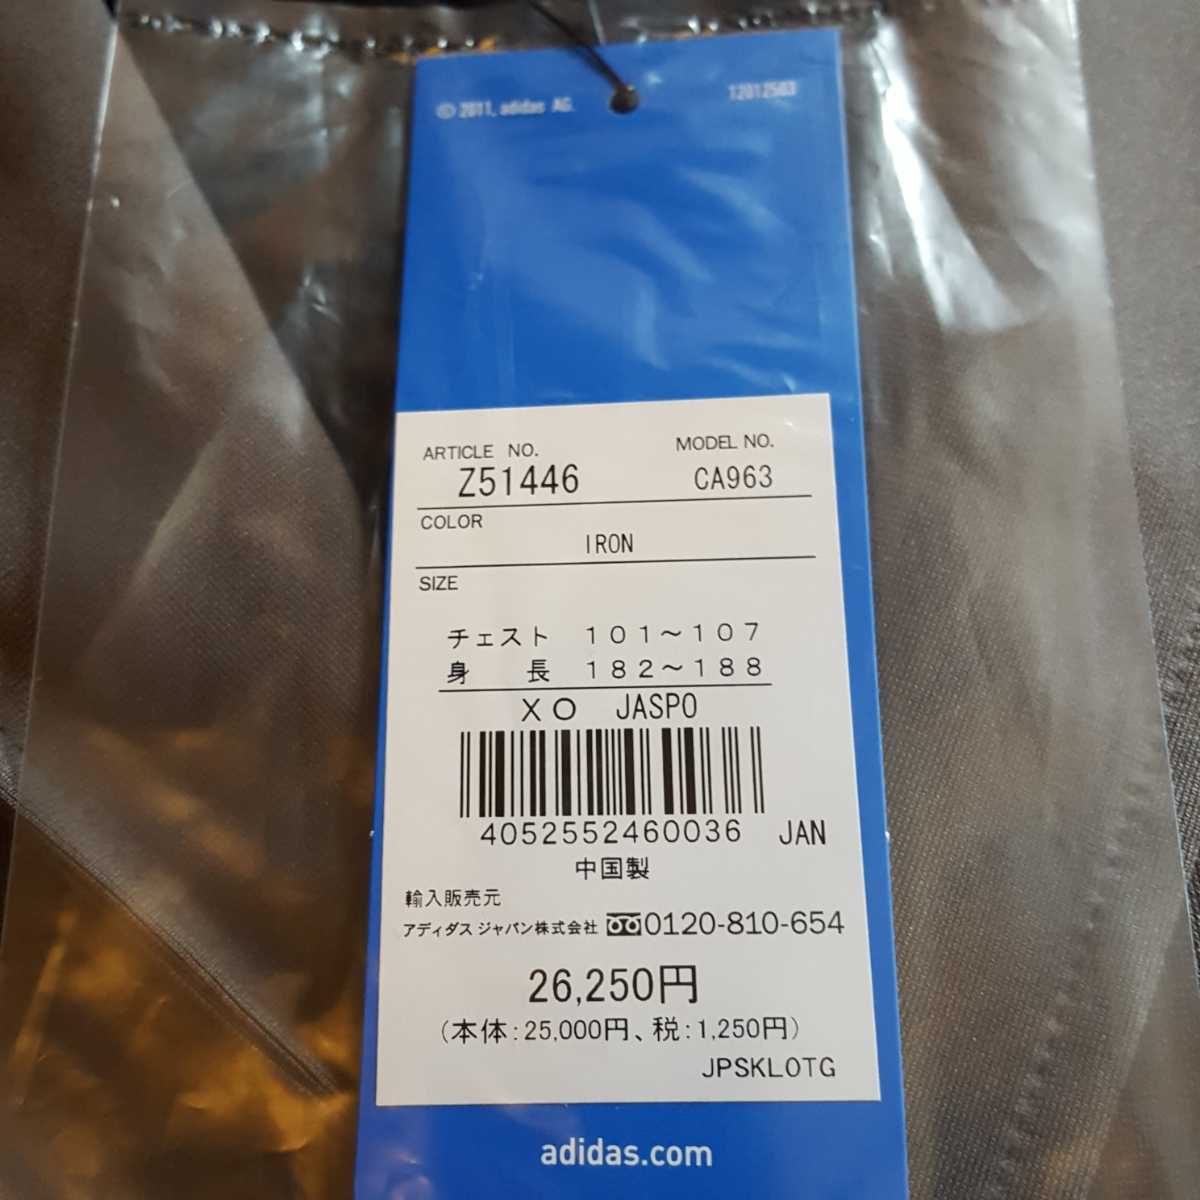 © 2011, adidas AG. 12012503
ARTICLE NO. MODEL NO.
Z51446 CA963
COLOR
IRON
SIZE
チェスト 101~107
身長 182~188
XO JASPO
4052552460036 JAN
中国製
輸入販売元
アディダス ジャパン株式会社 0120-810-654
26,250円
(本体:25,000円、税:1,250円)
JPSKLOTG
adidas.com